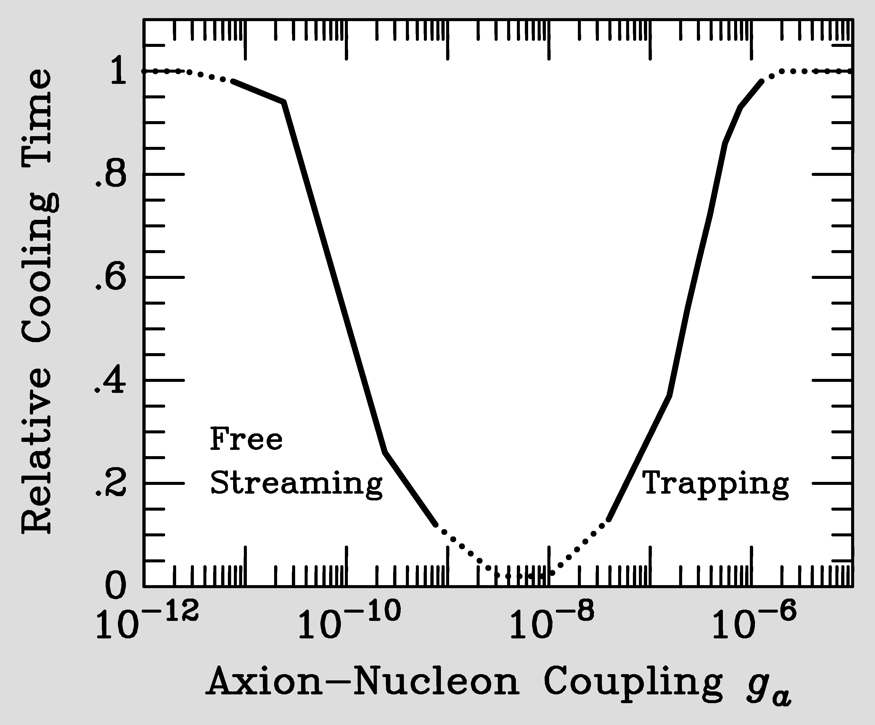 Relative Cooling Time
1
.8
.6
.4
.2
0
Free
Streaming
Trapping
10⁻¹² 10⁻¹⁰ 10⁻⁸ 10⁻⁶
Axion−Nucleon Coupling gₐ